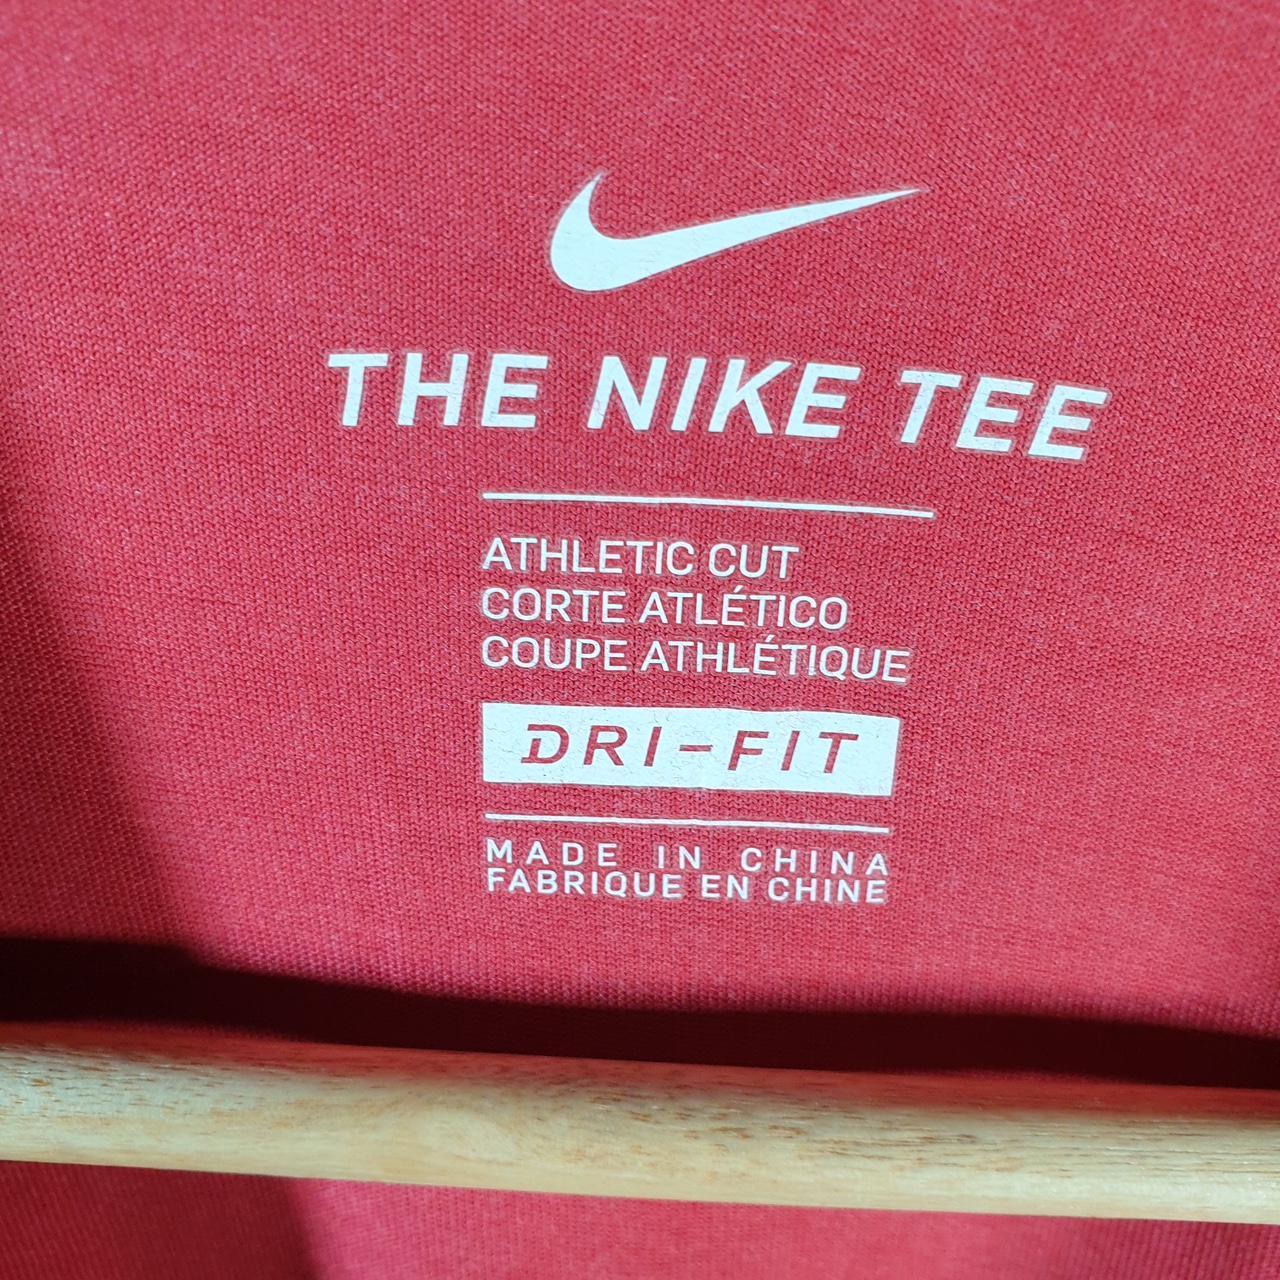 THE NIKE TEE
ATHLETIC CUT
CORTE ATLÉTICO
COUPE ATHLÉTIQUE
DRI-FIT
MADE IN CHINA
FABRIQUE EN CHINE